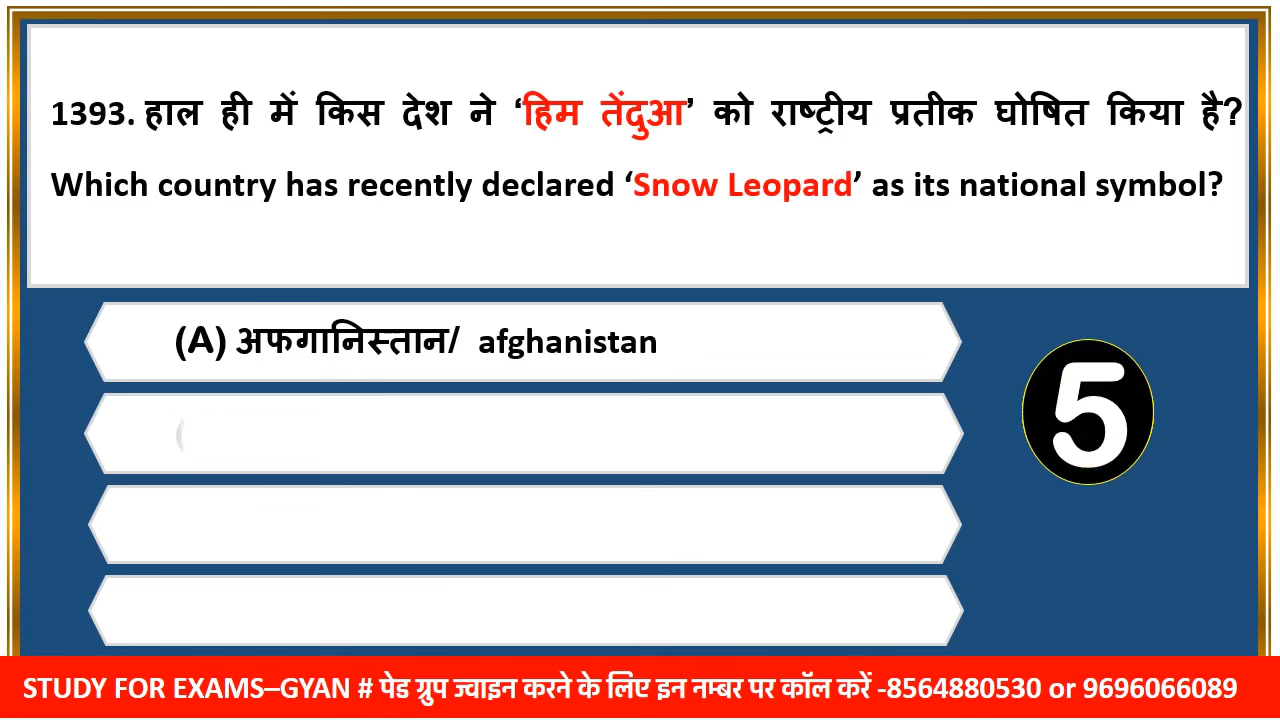 1393. हाल ही में किस देश ने ‘हिम तेंदुआ’ को राष्ट्रीय प्रतीक घोषित किया है?
Which country has recently declared ‘Snow Leopard’ as its national symbol?
(A) अफगानिस्तान/ afghanistan
(
5
STUDY FOR EXAMS–GYAN # पेड ग्रुप ज्वाइन करने के लिए इन नम्बर पर कॉल करें -8564880530 or 9696066089